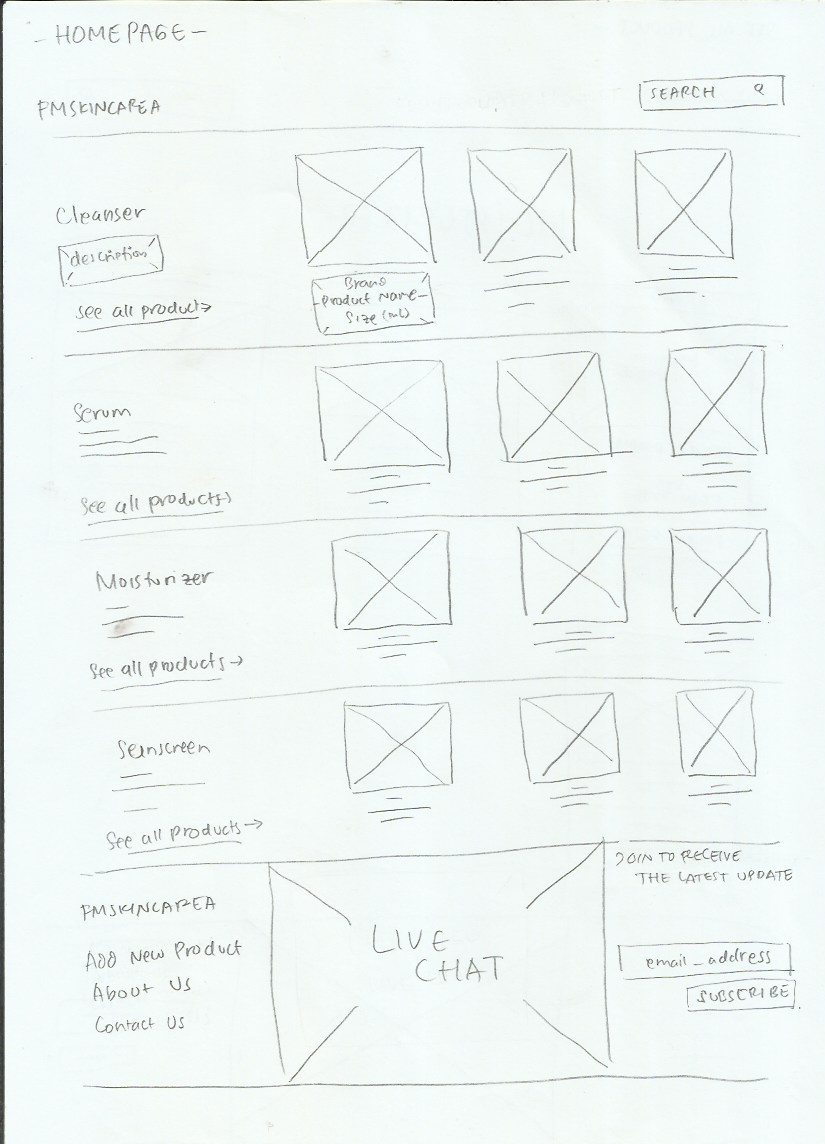 - HOMEPAGE -
FMSKINCAREA
SEARCH
Cleanser
description
see all products →
Brand
- Product Name -
Size (mL)
Serum
See all products →
Moisturizer
See all products →
Sunscreen
See all products →
FMSKINCAREA
Add New Product
About Us
Contact Us
LIVE
CHAT
JOIN TO RECEIVE
THE LATEST UPDATE
email_address
SUBSCRIBE